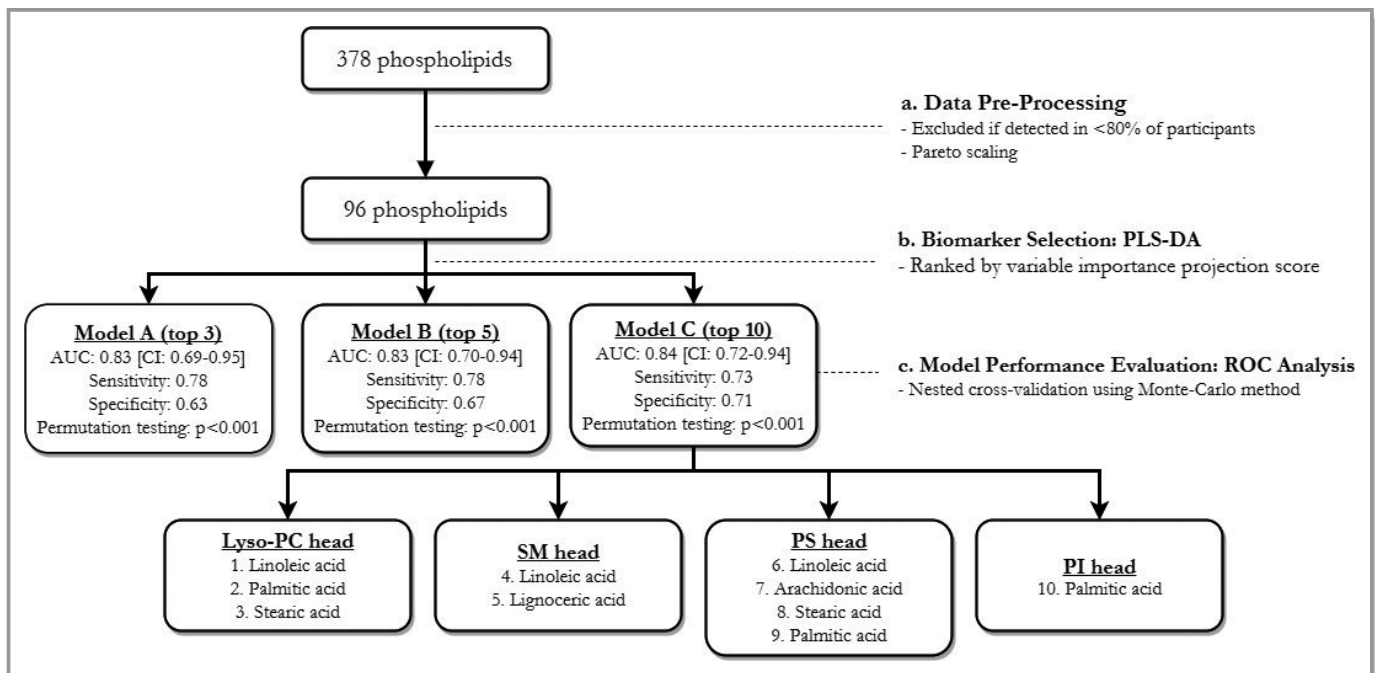 378 phospholipids
a. Data Pre-Processing
- Excluded if detected in <80% of participants
- Pareto scaling
96 phospholipids
b. Biomarker Selection: PLS-DA
- Ranked by variable importance projection score
Model A (top 3)
AUC: 0.83 [CI: 0.69-0.95]
Sensitivity: 0.78
Specificity: 0.63
Permutation testing: p<0.001
Model B (top 5)
AUC: 0.83 [CI: 0.70-0.94]
Sensitivity: 0.78
Specificity: 0.67
Permutation testing: p<0.001
Model C (top 10)
AUC: 0.84 [CI: 0.72-0.94]
Sensitivity: 0.73
Specificity: 0.71
Permutation testing: p<0.001
c. Model Performance Evaluation: ROC Analysis
- Nested cross-validation using Monte-Carlo method
Lyso-PC head
1. Linoleic acid
2. Palmitic acid
3. Stearic acid
SM head
4. Linoleic acid
5. Lignoceric acid
PS head
6. Linoleic acid
7. Arachidonic acid
8. Stearic acid
9. Palmitic acid
PI head
10. Palmitic acid